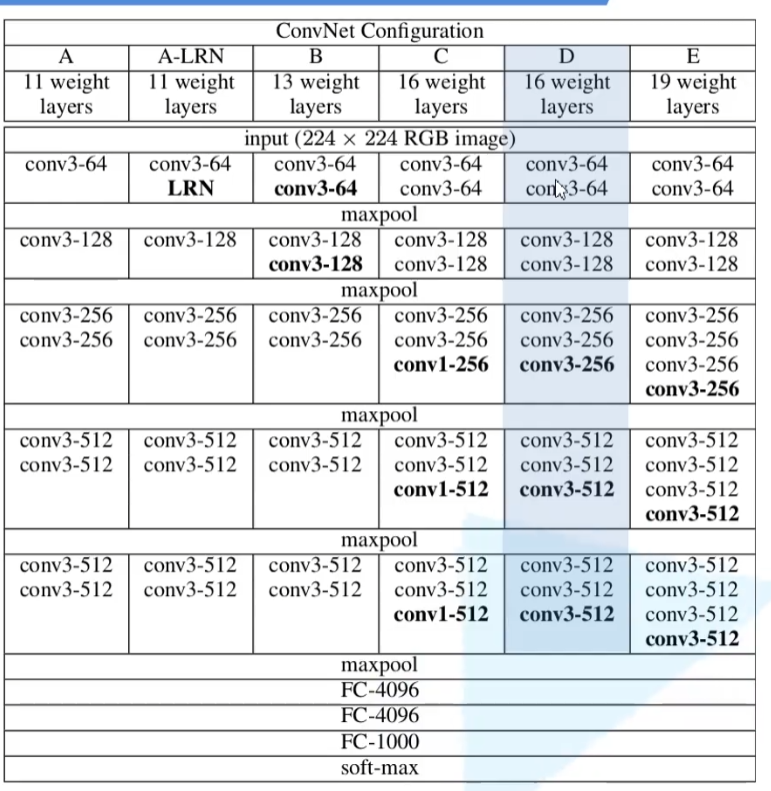 ConvNet Configuration
A A-LRN B C D E
11 weight 11 weight 13 weight 16 weight 16 weight 19 weight
layers layers layers layers layers layers
input (224 × 224 RGB image)
conv3-64 conv3-64 conv3-64 conv3-64 conv3-64 conv3-64
LRN conv3-64 conv3-64 conv3-64 conv3-64
maxpool
conv3-128 conv3-128 conv3-128 conv3-128 conv3-128 conv3-128
conv3-128 conv3-128 conv3-128 conv3-128
maxpool
conv3-256 conv3-256 conv3-256 conv3-256 conv3-256 conv3-256
conv3-256 conv3-256 conv3-256 conv3-256 conv3-256 conv3-256
conv1-256 conv3-256 conv3-256
conv3-256
maxpool
conv3-512 conv3-512 conv3-512 conv3-512 conv3-512 conv3-512
conv3-512 conv3-512 conv3-512 conv3-512 conv3-512 conv3-512
conv1-512 conv3-512 conv3-512
conv3-512
maxpool
conv3-512 conv3-512 conv3-512 conv3-512 conv3-512 conv3-512
conv3-512 conv3-512 conv3-512 conv3-512 conv3-512 conv3-512
conv1-512 conv3-512 conv3-512
conv3-512
maxpool
FC-4096
FC-4096
FC-1000
soft-max